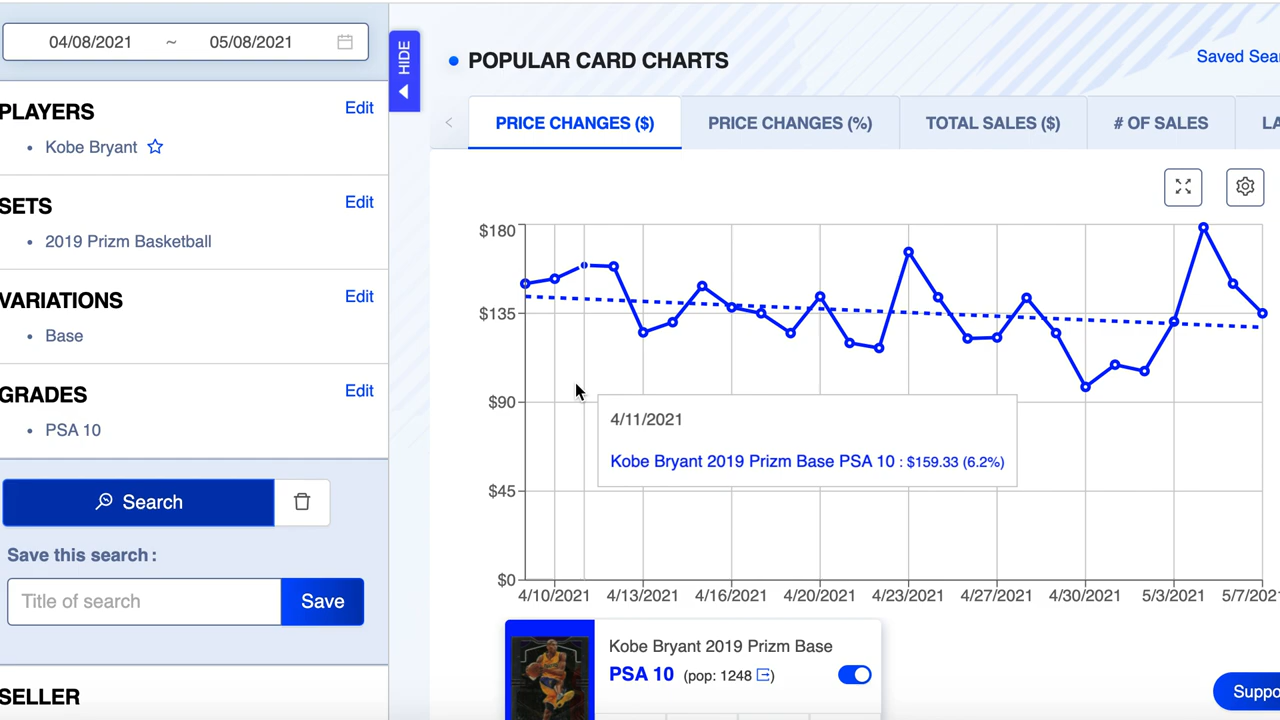 04/08/2021 ~ 05/08/2021
HIDE
PLAYERS Edit
• Kobe Bryant
SETS Edit
• 2019 Prizm Basketball
VARIATIONS Edit
• Base
GRADES Edit
• PSA 10
Search
Save this search :
Title of search Save
SELLER
• POPULAR CARD CHARTS
Saved Sear
PRICE CHANGES ($) PRICE CHANGES (%) TOTAL SALES ($) # OF SALES LA
$180
$135
$90
$45
$0
4/11/2021
Kobe Bryant 2019 Prizm Base PSA 10 : $159.33 (6.2%)
4/10/2021 4/13/2021 4/16/2021 4/20/2021 4/23/2021 4/27/2021 4/30/2021 5/3/2021 5/7/2021
Kobe Bryant 2019 Prizm Base
PSA 10 (pop: 1248)
Suppo